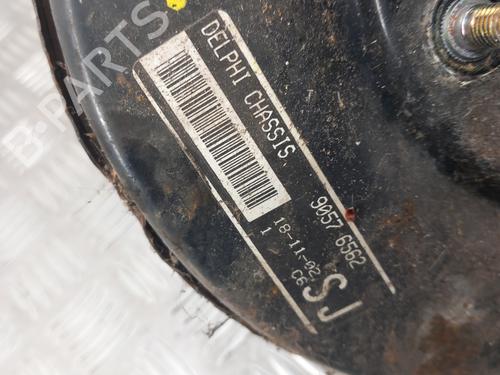 DELPHI CHASSIS
9057 6562
18-11-02
1
C6
SJ
B-PARTS